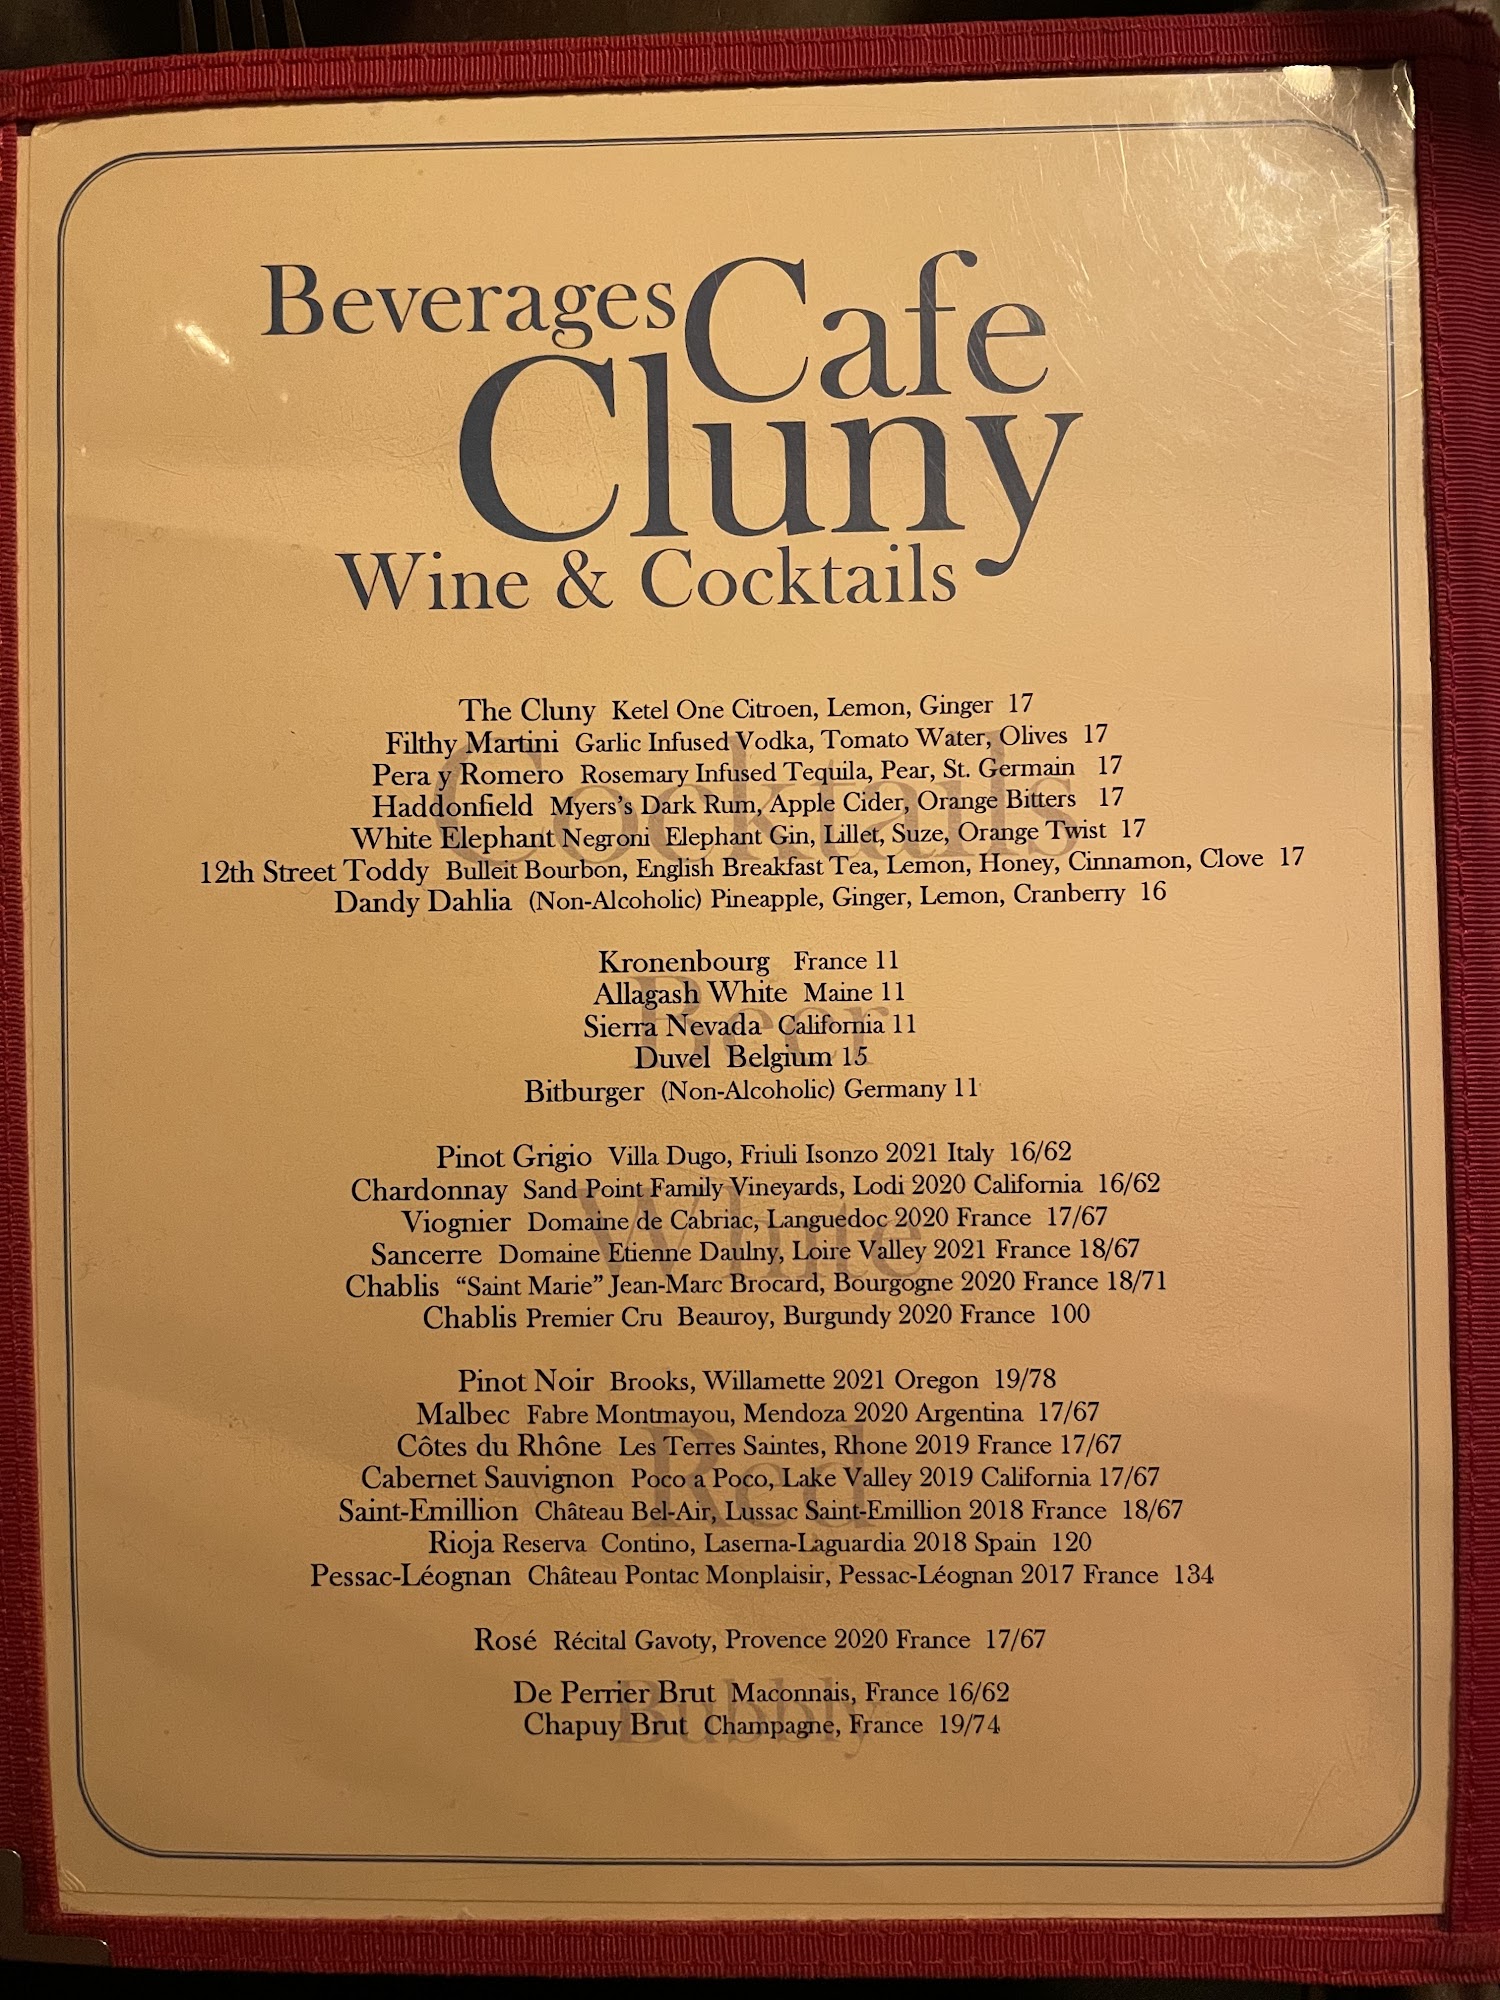 Beverages Cafe
Cluny
Wine & Cocktails
Cocktails
The Cluny Ketel One Citroen, Lemon, Ginger 17
Filthy Martini Garlic Infused Vodka, Tomato Water, Olives 17
Pera y Romero Rosemary Infused Tequila, Pear, St. Germain 17
Haddonfield Myers's Dark Rum, Apple Cider, Orange Bitters 17
White Elephant Negroni Elephant Gin, Lillet, Suze, Orange Twist 17
12th Street Toddy Bulleit Bourbon, English Breakfast Tea, Lemon, Honey, Cinnamon, Clove 17
Dandy Dahlia (Non-Alcoholic) Pineapple, Ginger, Lemon, Cranberry 16
Beer
Kronenbourg France 11
Allagash White Maine 11
Sierra Nevada California 11
Duvel Belgium 15
Bitburger (Non-Alcoholic) Germany 11
White
Pinot Grigio Villa Dugo, Friuli Isonzo 2021 Italy 16/62
Chardonnay Sand Point Family Vineyards, Lodi 2020 California 16/62
Viognier Domaine de Cabriac, Languedoc 2020 France 17/67
Sancerre Domaine Etienne Daulny, Loire Valley 2021 France 18/67
Chablis “Saint Marie” Jean-Marc Brocard, Bourgogne 2020 France 18/71
Chablis Premier Cru Beauroy, Burgundy 2020 France 100
Red
Pinot Noir Brooks, Willamette 2021 Oregon 19/78
Malbec Fabre Montmayou, Mendoza 2020 Argentina 17/67
Côtes du Rhône Les Terres Saintes, Rhone 2019 France 17/67
Cabernet Sauvignon Poco a Poco, Lake Valley 2019 California 17/67
Saint-Emillion Château Bel-Air, Lussac Saint-Emillion 2018 France 18/67
Rioja Reserva Contino, Laserna-Laguardia 2018 Spain 120
Pessac-Léognan Château Pontac Monplaisir, Pessac-Léognan 2017 France 134
Rosé Récital Gavoty, Provence 2020 France 17/67
Bubbly
De Perrier Brut Maconnais, France 16/62
Chapuy Brut Champagne, France 19/74